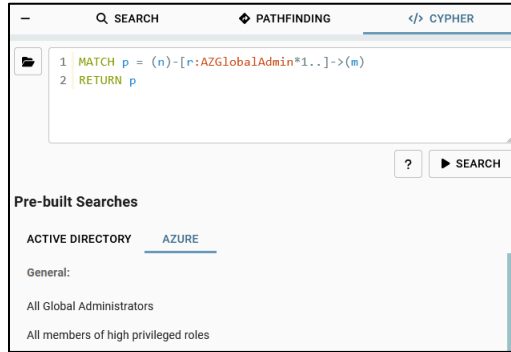 SEARCH PATHFINDING </> CYPHER
1 MATCH p = (n)-[r:AZGlobalAdmin*1..]->(m)
2 RETURN p
? SEARCH
Pre-built Searches
ACTIVE DIRECTORY AZURE
General:
All Global Administrators
All members of high privileged roles